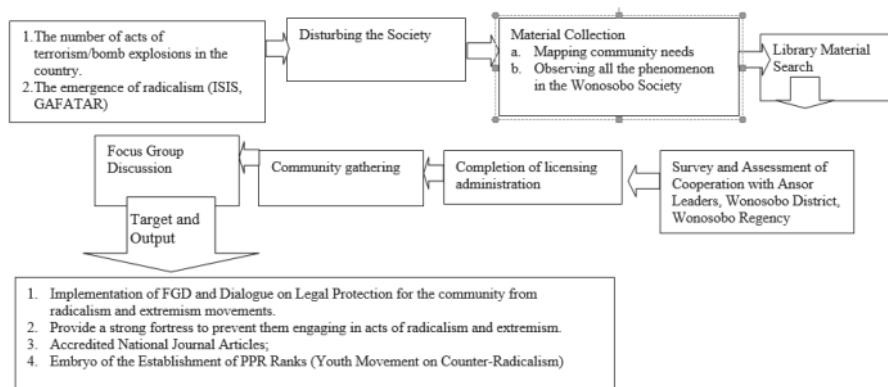 1.The number of acts of
terrorism/bomb explosions in the
country.
2.The emergence of radicalism (ISIS,
GAFATAR)
Disturbing the Society
Material Collection
a. Mapping community needs
b. Observing all the phenomenon
in the Wonosobo Society
Library Material
Search
Survey and Assessment of
Cooperation with Ansor
Leaders, Wonosobo District,
Wonosobo Regency
Completion of licensing
administration
Community gathering
Focus Group
Discussion
Target and
Output
1. Implementation of FGD and Dialogue on Legal Protection for the community from
radicalism and extremism movements.
2. Provide a strong fortress to prevent them engaging in acts of radicalism and extremism.
3. Accredited National Journal Articles;
4. Embryo of the Establishment of PPR Ranks (Youth Movement on Counter-Radicalism)